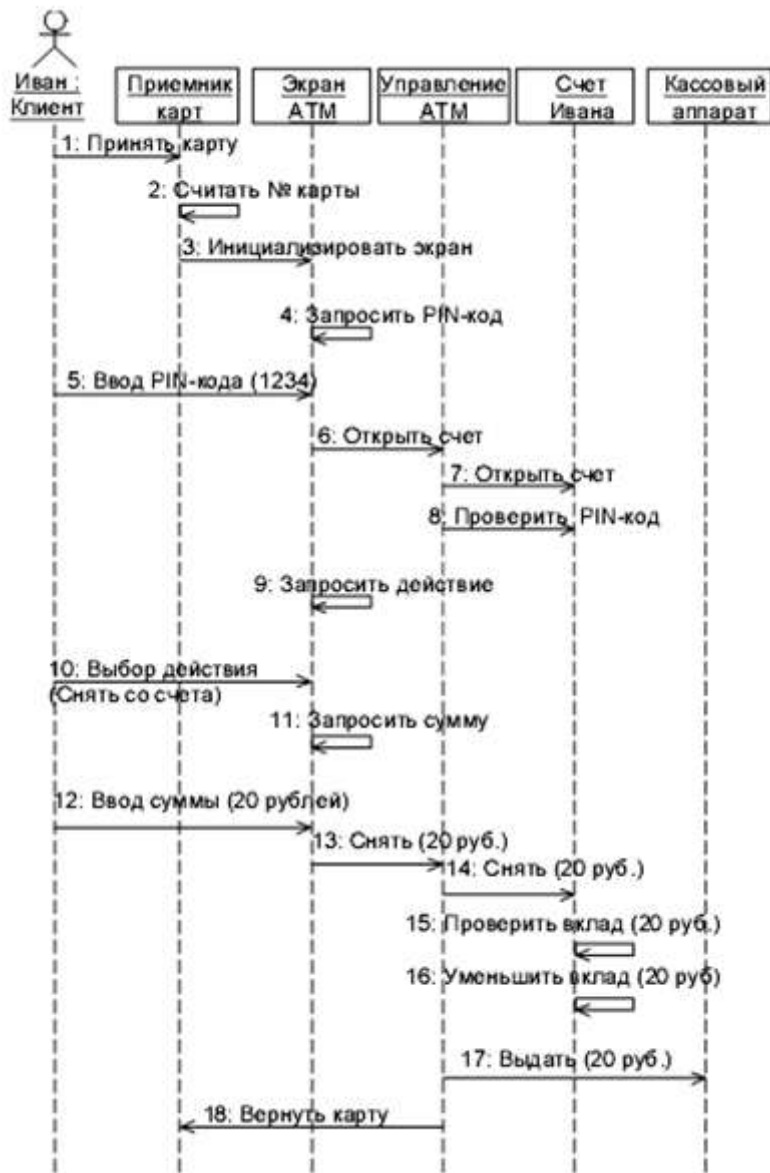 Иван :
Клиент
Приемник
карт
Экран
АТМ
Управление
АТМ
Счет
Ивана
Кассовый
аппарат
1: Принять карту
2: Считать № карты
3: Инициализировать экран
4: Запросить PIN-код
5: Ввод PIN-кода (1234)
6: Открыть счет
7: Открыть счет
8: Проверить PIN-код
9: Запросить действие
10: Выбор действия
(Снять со счета)
11: Запросить сумму
12: Ввод суммы (20 рублей)
13: Снять (20 руб.)
14: Снять (20 руб.)
15: Проверить вклад (20 руб.)
16: Уменьшить вклад (20 руб)
17: Выдать (20 руб.)
18: Вернуть карту